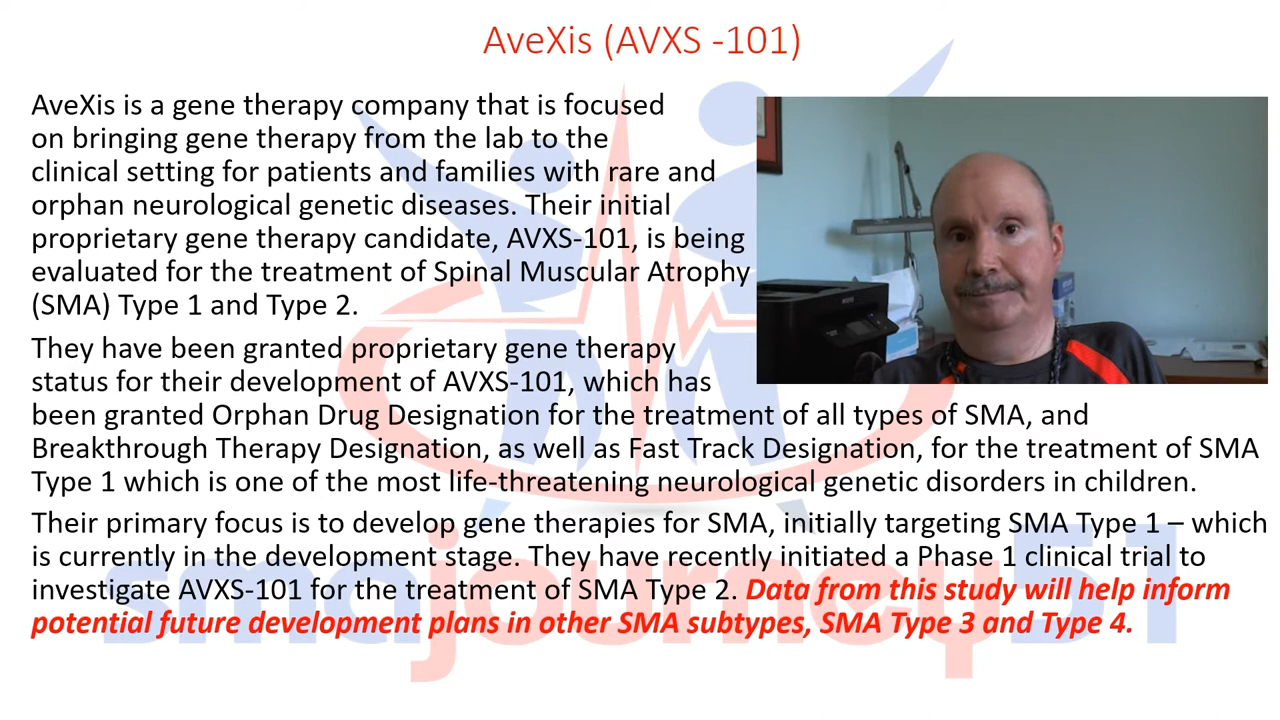 AveXis (AVXS -101)
AveXis is a gene therapy company that is focused
on bringing gene therapy from the lab to the
clinical setting for patients and families with rare and
orphan neurological genetic diseases. Their initial
proprietary gene therapy candidate, AVXS-101, is being
evaluated for the treatment of Spinal Muscular Atrophy
(SMA) Type 1 and Type 2.
They have been granted proprietary gene therapy
status for their development of AVXS-101, which has
been granted Orphan Drug Designation for the treatment of all types of SMA, and
Breakthrough Therapy Designation, as well as Fast Track Designation, for the treatment of SMA
Type 1 which is one of the most life-threatening neurological genetic disorders in children.
Their primary focus is to develop gene therapies for SMA, initially targeting SMA Type 1 – which
is currently in the development stage. They have recently initiated a Phase 1 clinical trial to
investigate AVXS-101 for the treatment of SMA Type 2. Data from this study will help inform
potential future development plans in other SMA subtypes, SMA Type 3 and Type 4.
smajourney51